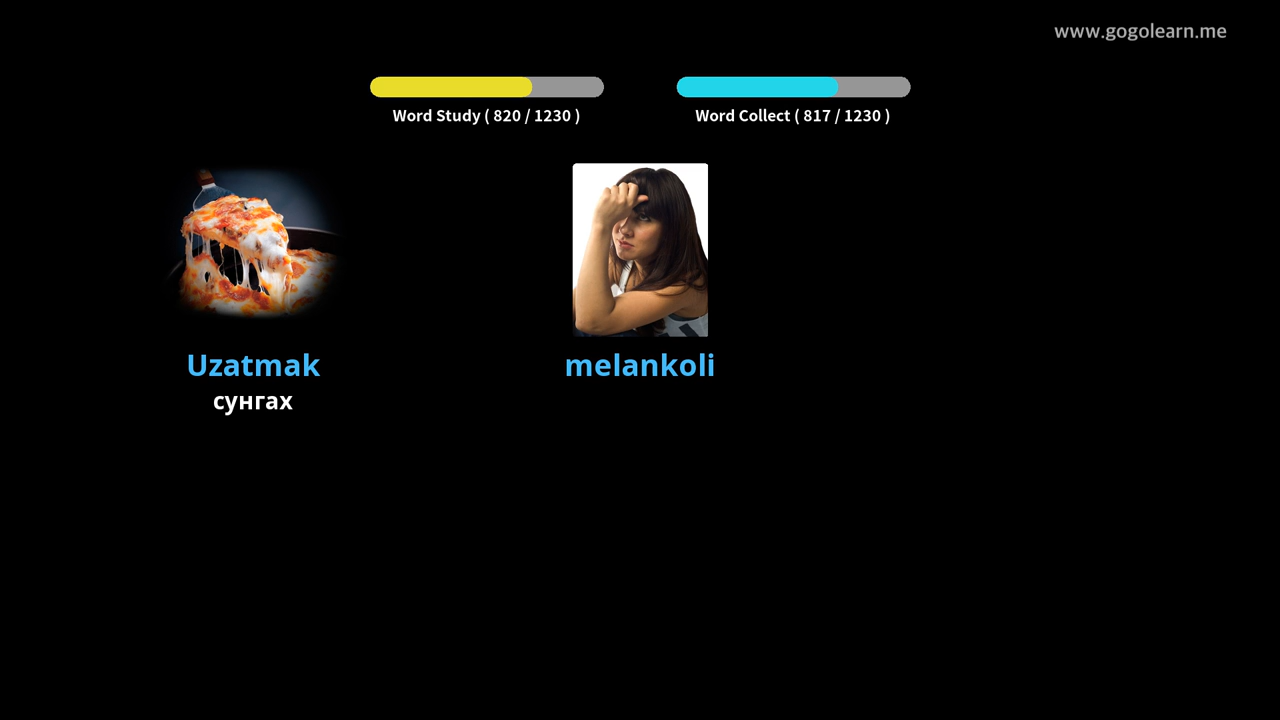 www.gogolearn.me
Word Study ( 820 / 1230 )
Word Collect ( 817 / 1230 )
Uzatmak
сунгах
melankoli